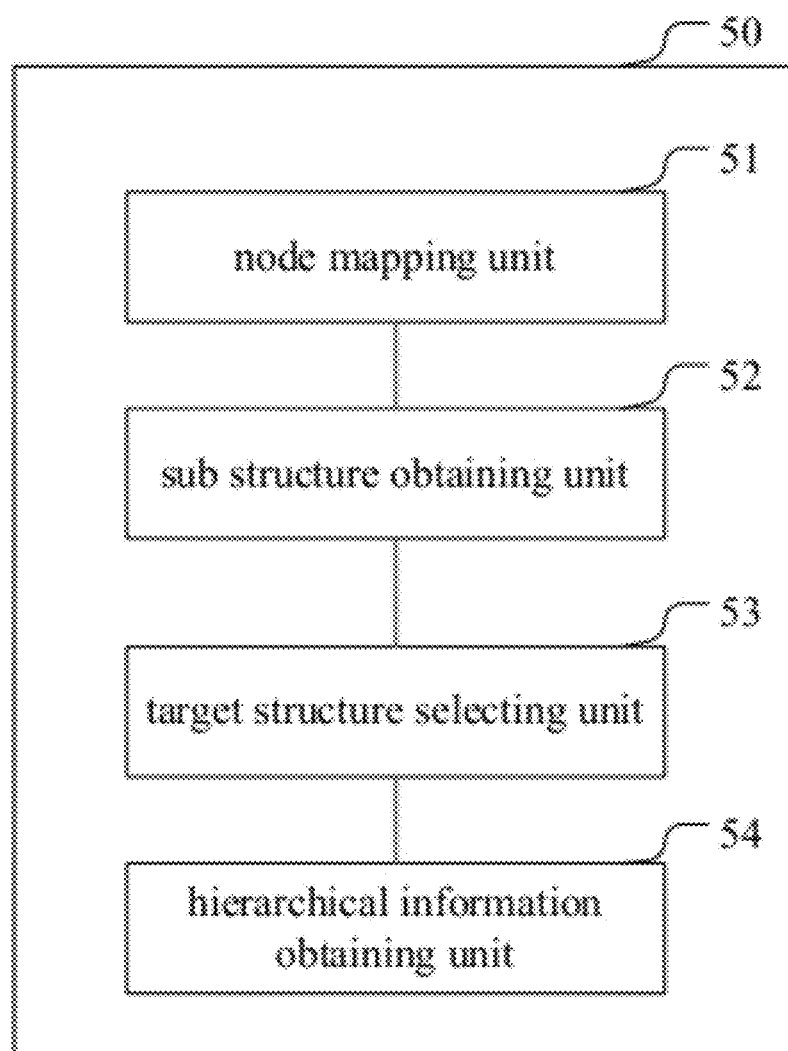 50
51
node mapping unit
52
sub structure obtaining unit
53
target structure selecting unit
54
hierarchical information
obtaining unit